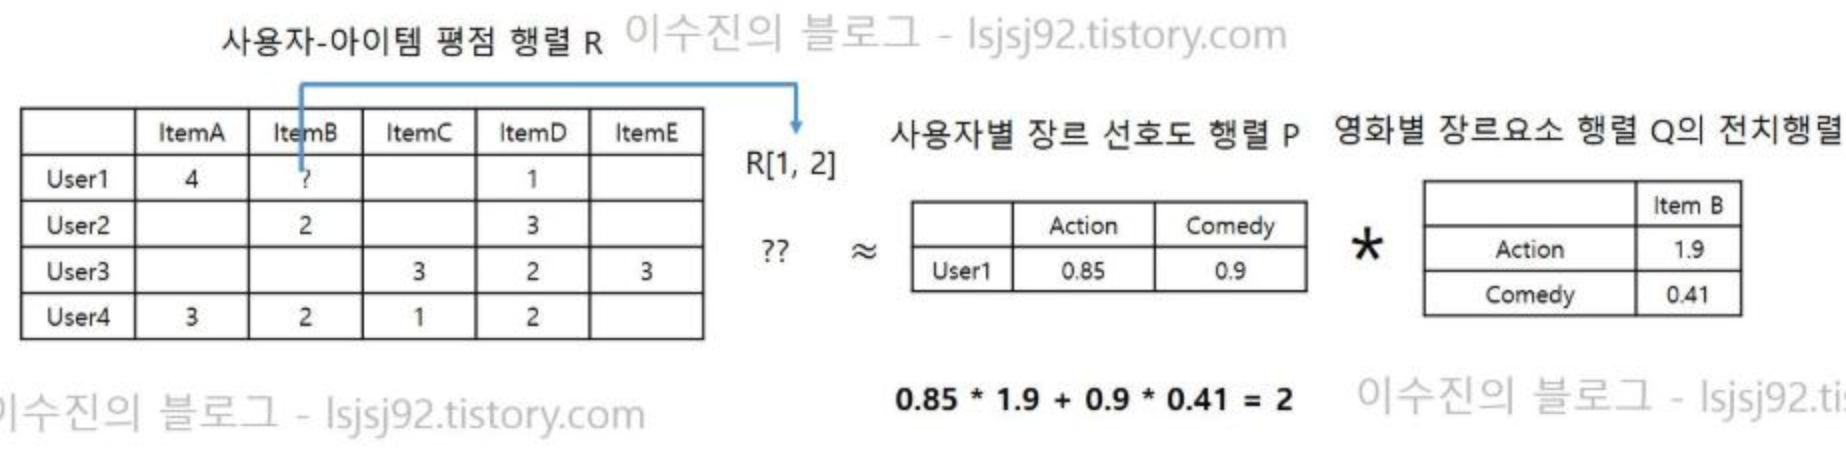 사용자-아이템 평점 행렬 R 이수진의 블로그 - lsjsj92.tistory.com
ItemA ItemB ItemC ItemD ItemE
User1 4 ? 1
User2 2 3
User3 3 2 3
User4 3 2 1 2
R[1, 2]
?? ≈
사용자별 장르 선호도 행렬 P
Action Comedy
User1 0.85 0.9
*
영화별 장르요소 행렬 Q의 전치행렬
Item B
Action 1.9
Comedy 0.41
0.85 * 1.9 + 0.9 * 0.41 = 2
이수진의 블로그 - lsjsj92.tistory.com
이수진의 블로그 - lsjsj92.tis